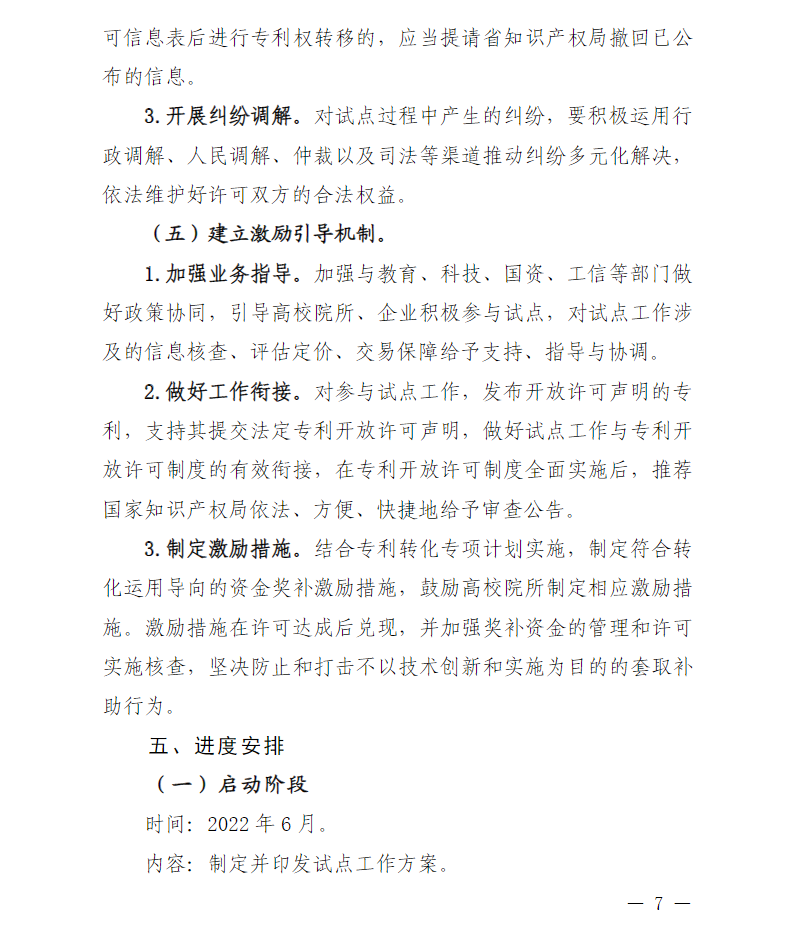 可信息表后进行专利权转移的，应当提请省知识产权局撤回已公
布的信息。
3.开展纠纷调解。对试点过程中产生的纠纷，要积极运用行
政调解、人民调解、仲裁以及司法等渠道推动纠纷多元化解决，
依法维护好许可双方的合法权益。
（五）建立激励引导机制。
1.加强业务指导。加强与教育、科技、国资、工信等部门做
好政策协同，引导高校院所、企业积极参与试点，对试点工作涉
及的信息核查、评估定价、交易保障给予支持、指导与协调。
2.做好工作衔接。对参与试点工作，发布开放许可声明的专
利，支持其提交法定专利开放许可声明，做好试点工作与专利开
放许可制度的有效衔接，在专利开放许可制度全面实施后，推荐
国家知识产权局依法、方便、快捷地给予审查公告。
3.制定激励措施。结合专利转化专项计划实施，制定符合转
化运用导向的资金奖补激励措施，鼓励高校院所制定相应激励措
施。激励措施在许可达成后兑现，并加强奖补资金的管理和许可
实施核查，坚决防止和打击不以技术创新和实施为目的的套取补
助行为。
五、进度安排
（一）启动阶段
时间：2022 年 6 月。
内容：制定并印发试点工作方案。
— 7 —